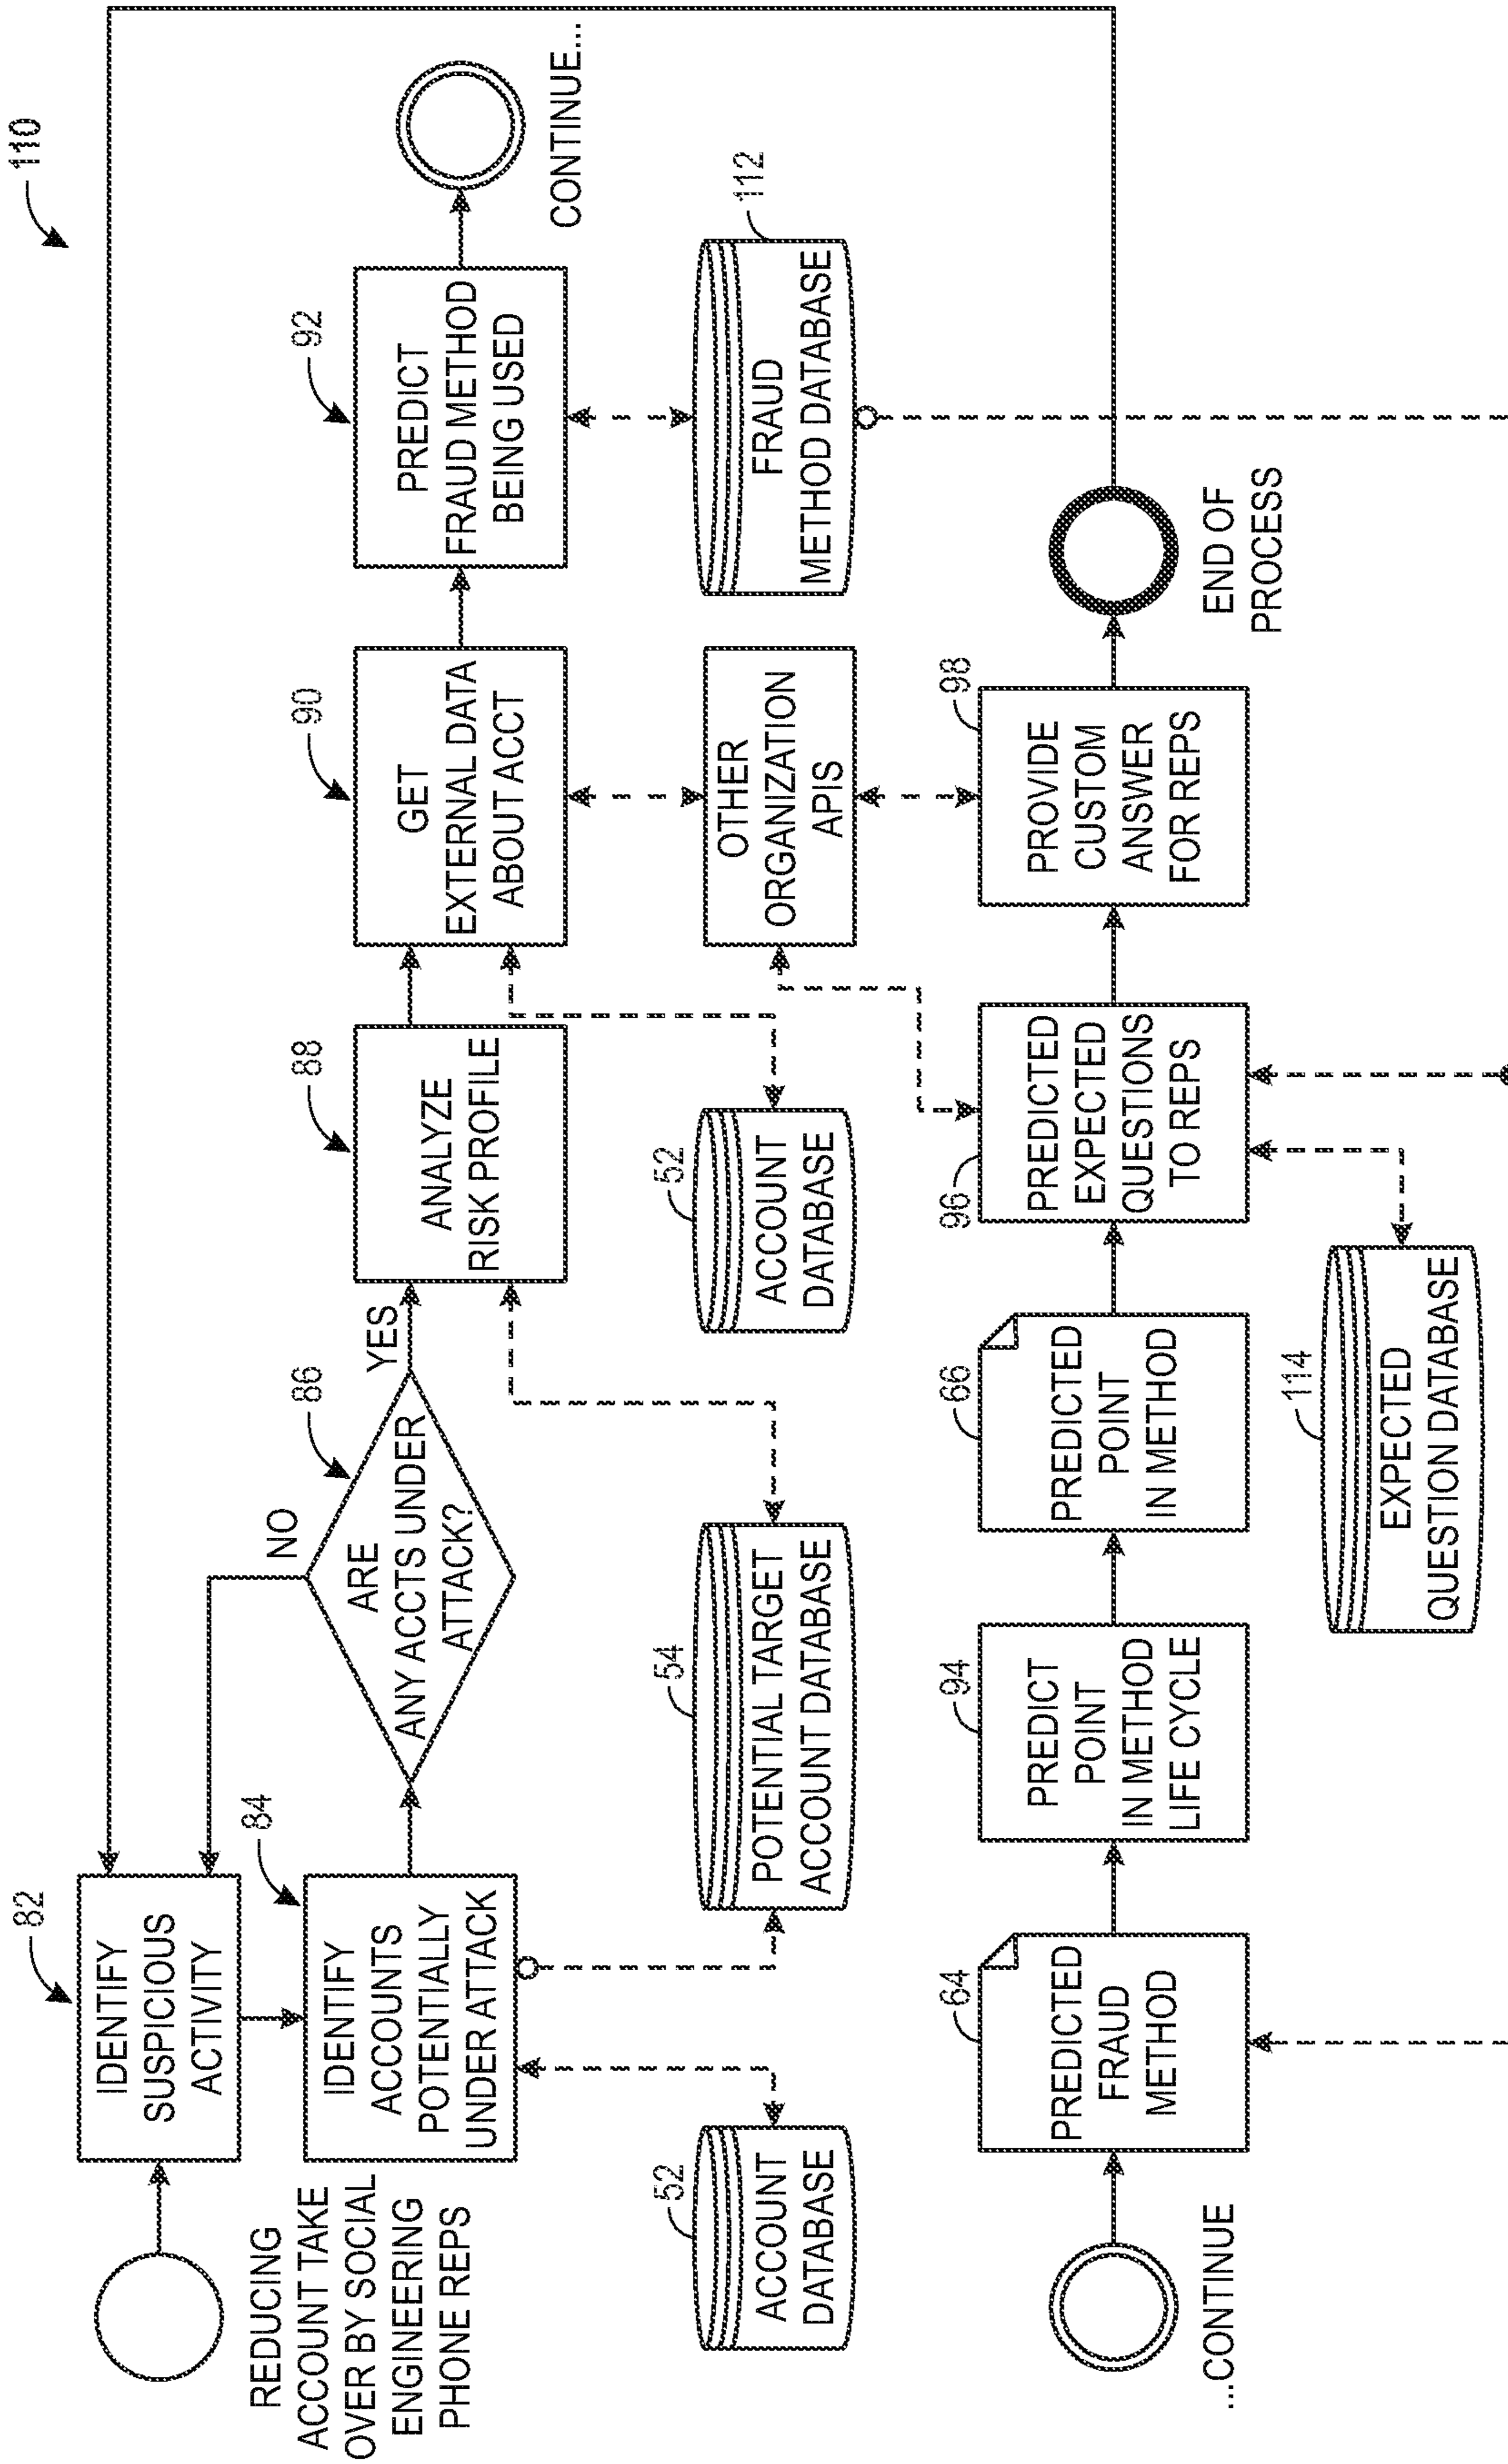 110
REDUCING
ACCOUNT TAKE
OVER BY SOCIAL
ENGINEERING
PHONE REPS
82
IDENTIFY
SUSPICIOUS
ACTIVITY
84
IDENTIFY
ACCOUNTS
POTENTIALLY
UNDER ATTACK
86
ARE
ANY ACCTS UNDER
ATTACK?
NO
YES
88
ANALYZE
RISK PROFILE
90
GET
EXTERNAL DATA
ABOUT ACCT
92
PREDICT
FRAUD METHOD
BEING USED
CONTINUE...
52
ACCOUNT
DATABASE
54
POTENTIAL TARGET
ACCOUNT DATABASE
52
ACCOUNT
DATABASE
OTHER
ORGANIZATION
APIS
112
FRAUD
METHOD DATABASE
...CONTINUE
64
PREDICTED
FRAUD
METHOD
94
PREDICT
POINT
IN METHOD
LIFE CYCLE
66
PREDICTED
POINT
IN METHOD
96
PREDICTED
EXPECTED
QUESTIONS
TO REPS
98
PROVIDE
CUSTOM
ANSWER
FOR REPS
END OF
PROCESS
114
EXPECTED
QUESTION DATABASE